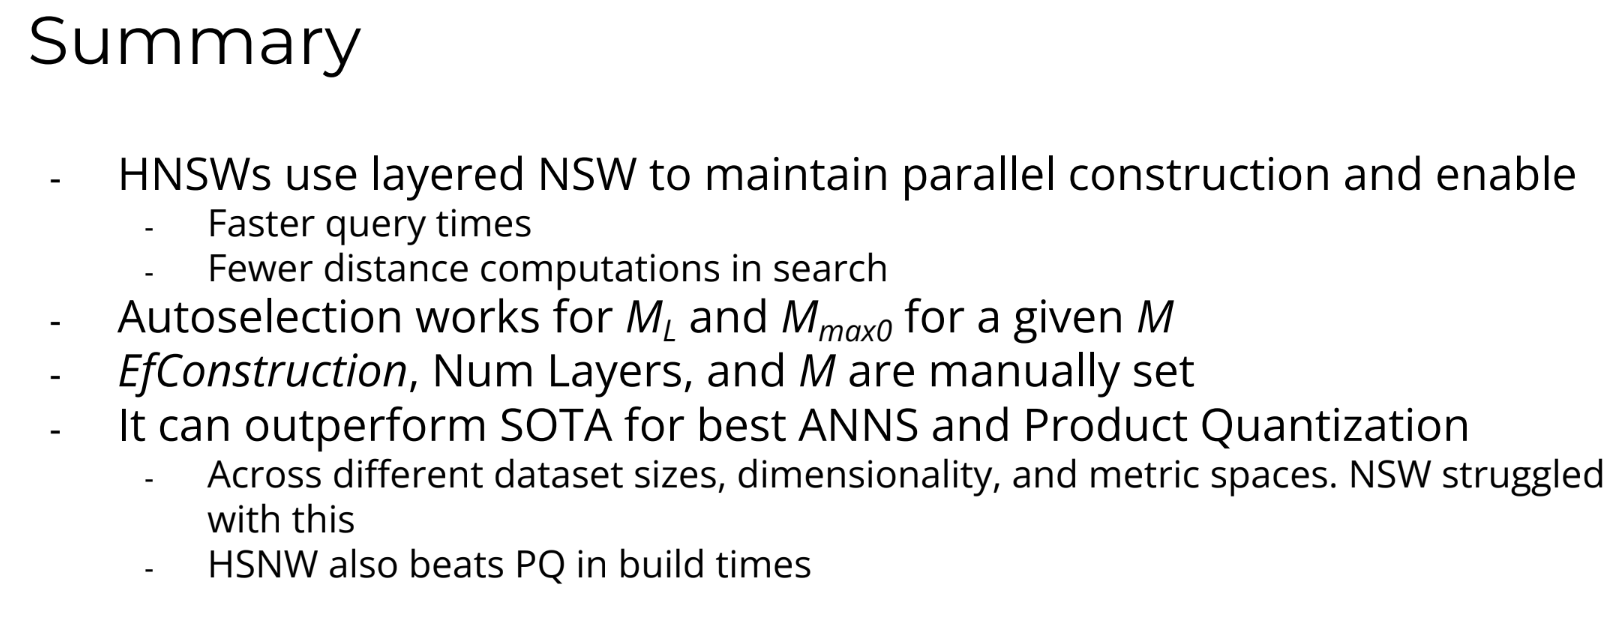 Summary
- HNSWs use layered NSW to maintain parallel construction and enable
- Faster query times
- Fewer distance computations in search
- Autoselection works for M_L and M_max0 for a given M
- EfConstruction, Num Layers, and M are manually set
- It can outperform SOTA for best ANNS and Product Quantization
- Across different dataset sizes, dimensionality, and metric spaces. NSW struggled
with this
- HSNW also beats PQ in build times